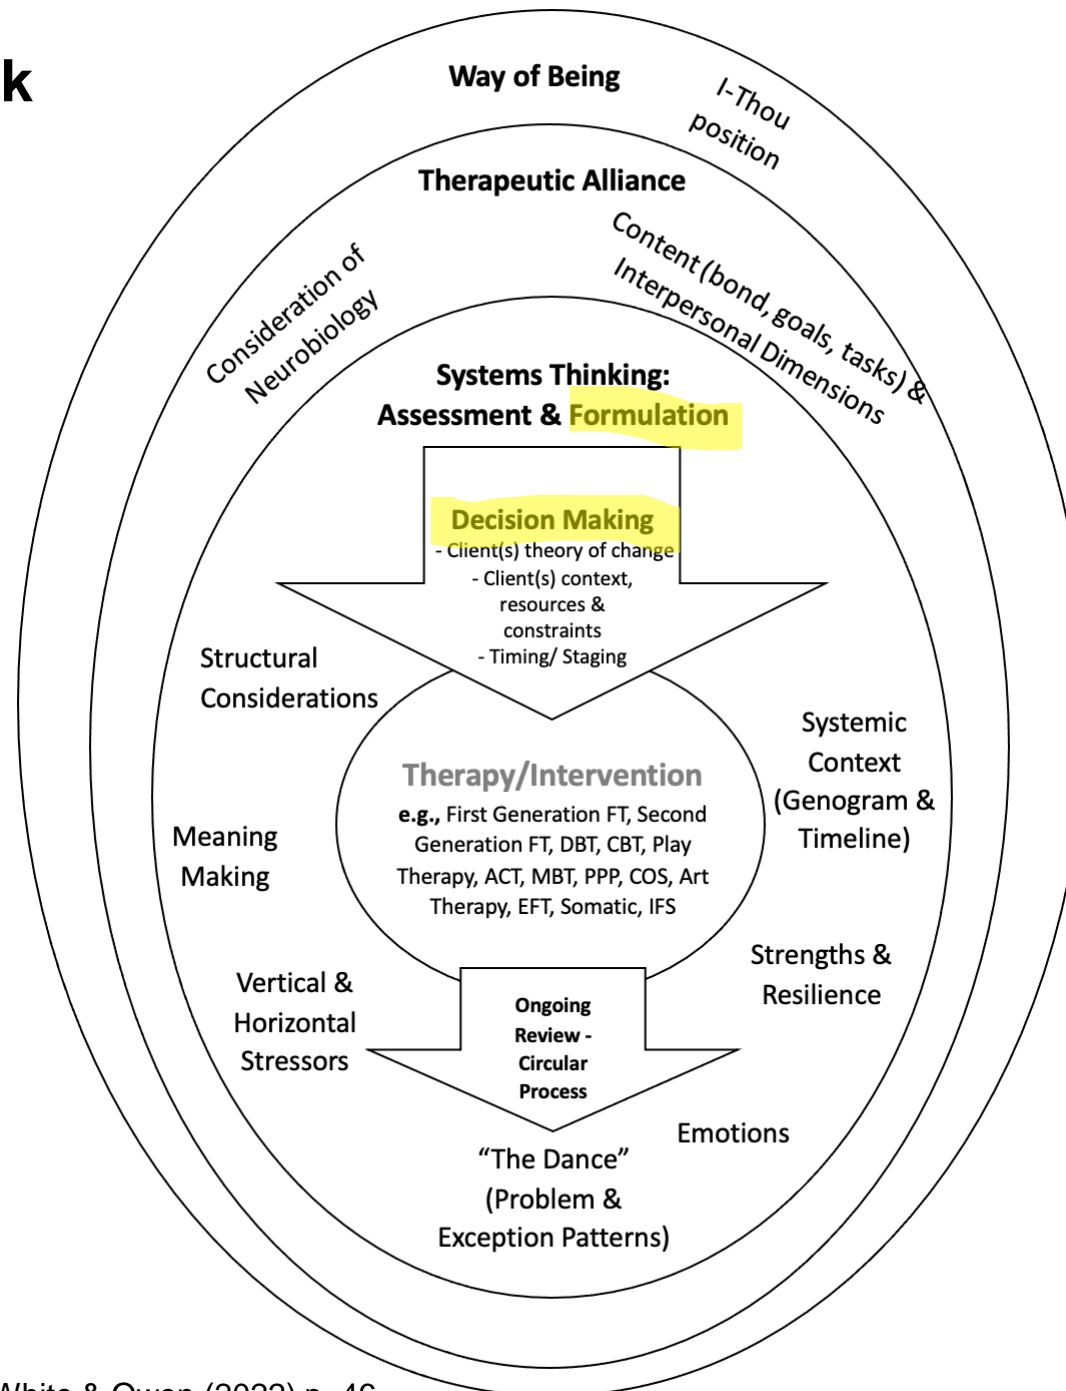 k
Way of Being
I-Thou
position
Therapeutic Alliance
Consideration of
Neurobiology
Content (bond, goals, tasks) &
Interpersonal Dimensions
Systems Thinking:
Assessment & Formulation
Decision Making
- Client(s) theory of change
- Client(s) context,
resources &
constraints
- Timing/ Staging
Structural
Considerations
Systemic
Context
(Genogram &
Timeline)
Therapy/Intervention
e.g., First Generation FT, Second
Generation FT, DBT, CBT, Play
Therapy, ACT, MBT, PPP, COS, Art
Therapy, EFT, Somatic, IFS
Meaning
Making
Strengths &
Resilience
Vertical &
Horizontal
Stressors
Ongoing
Review -
Circular
Process
Emotions
“The Dance”
(Problem &
Exception Patterns)
White & Owen (2022) p. 46